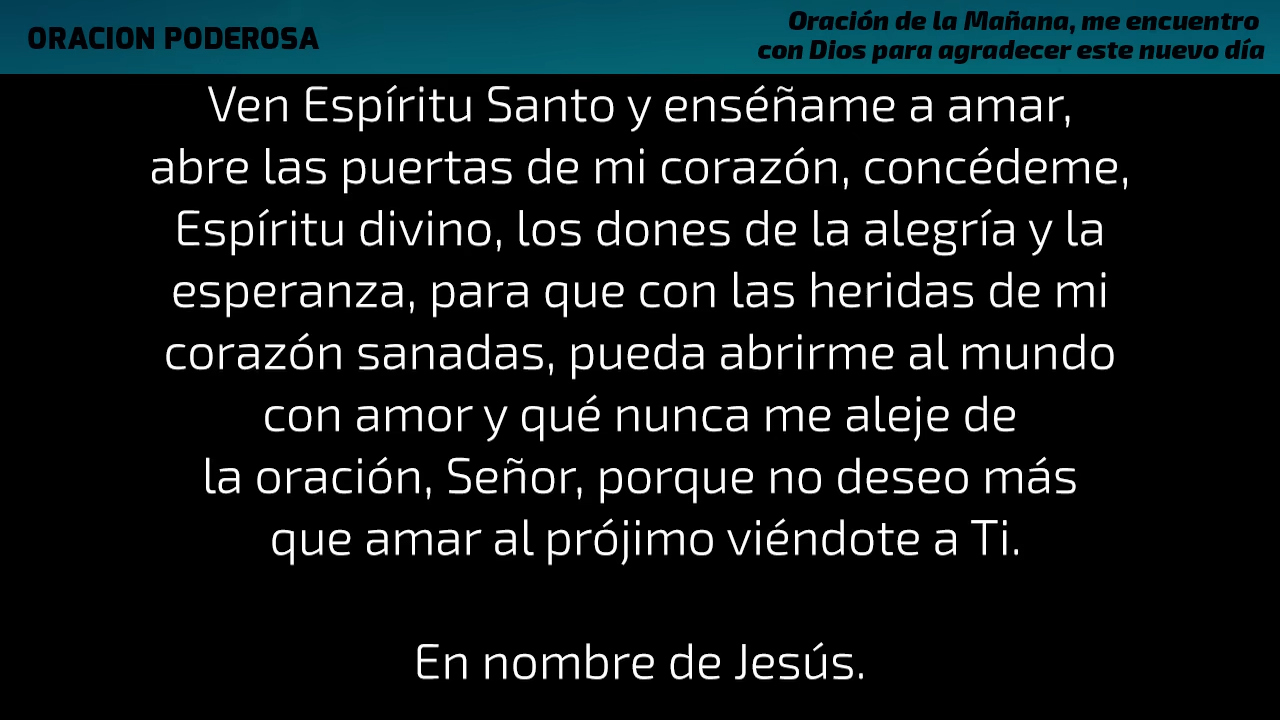 ORACION PODEROSA
Oración de la Mañana, me encuentro
con Dios para agradecer este nuevo día
Ven Espíritu Santo y enséñame a amar,
abre las puertas de mi corazón, concédeme,
Espíritu divino, los dones de la alegría y la
esperanza, para que con las heridas de mi
corazón sanadas, pueda abrirme al mundo
con amor y qué nunca me aleje de
la oración, Señor, porque no deseo más
que amar al prójimo viéndote a Ti.
En nombre de Jesús.